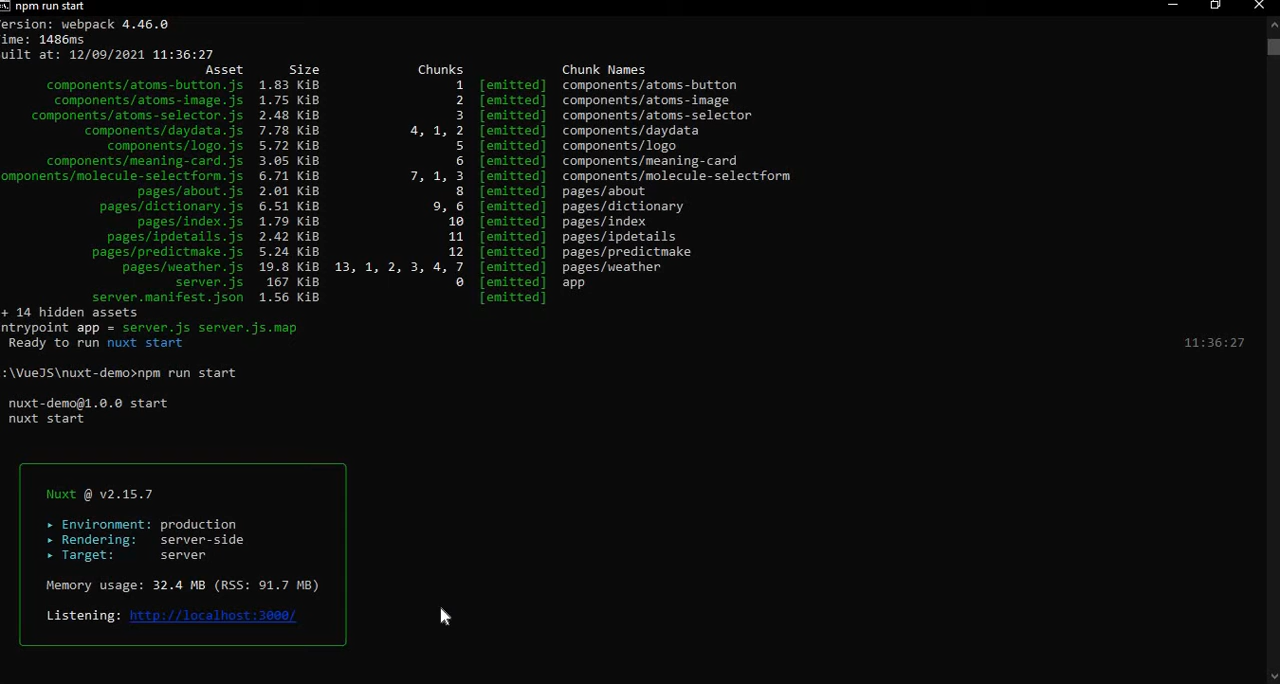 npm run start
ersion: webpack 4.46.0
ime: 1486ms
uilt at: 12/09/2021 11:36:27
Asset Size Chunks Chunk Names
components/atoms-button.js 1.83 KiB 1 [emitted] components/atoms-button
components/atoms-image.js 1.75 KiB 2 [emitted] components/atoms-image
components/atoms-selector.js 2.48 KiB 3 [emitted] components/atoms-selector
components/daydata.js 7.78 KiB 4, 1, 2 [emitted] components/daydata
components/logo.js 5.72 KiB 5 [emitted] components/logo
components/meaning-card.js 3.05 KiB 6 [emitted] components/meaning-card
omponents/molecule-selectform.js 6.71 KiB 7, 1, 3 [emitted] components/molecule-selectform
pages/about.js 2.01 KiB 8 [emitted] pages/about
pages/dictionary.js 6.51 KiB 9, 6 [emitted] pages/dictionary
pages/index.js 1.79 KiB 10 [emitted] pages/index
pages/ipdetails.js 2.42 KiB 11 [emitted] pages/ipdetails
pages/predictmake.js 5.24 KiB 12 [emitted] pages/predictmake
pages/weather.js 19.8 KiB 13, 1, 2, 3, 4, 7 [emitted] pages/weather
server.js 167 KiB 0 [emitted] app
server.manifest.json 1.56 KiB [emitted]
+ 14 hidden assets
ntrypoint app = server.js server.js.map
Ready to run nuxt start 11:36:27
:\VueJS\nuxt-demo>npm run start
nuxt-demo@1.0.0 start
nuxt start
Nuxt @ v2.15.7
▸ Environment: production
▸ Rendering: server-side
▸ Target: server
Memory usage: 32.4 MB (RSS: 91.7 MB)
Listening: http://localhost:3000/